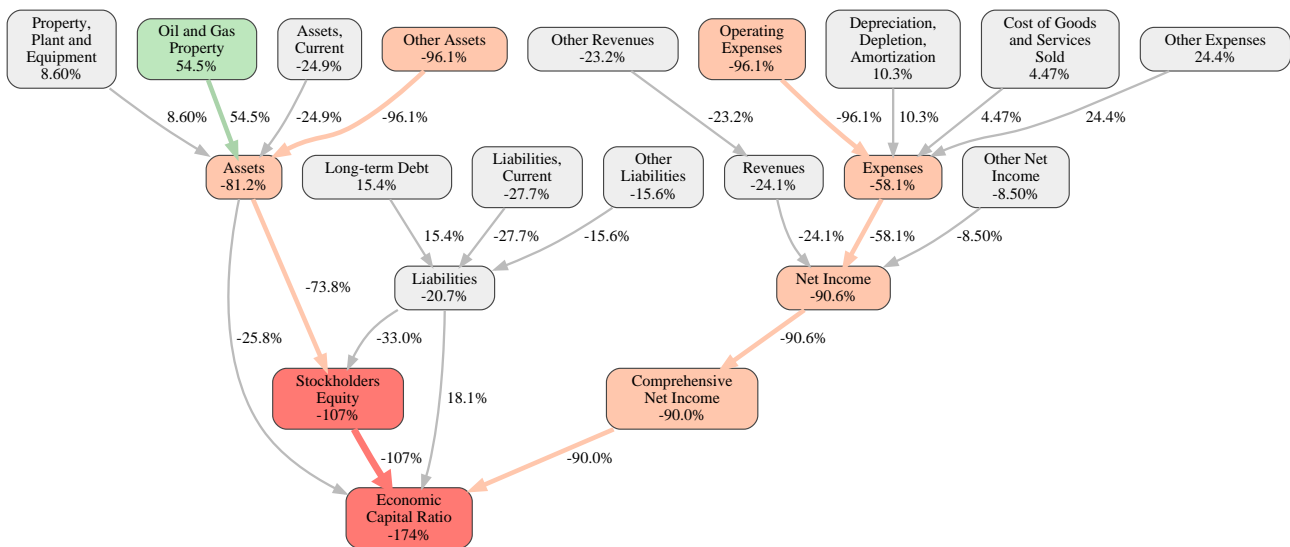 Property,
Plant and
Equipment
8.60%
Oil and Gas
Property
54.5%
Assets,
Current
-24.9%
Other Assets
-96.1%
Other Revenues
-23.2%
Operating
Expenses
-96.1%
Depreciation,
Depletion,
Amortization
10.3%
Cost of Goods
and Services
Sold
4.47%
Other Expenses
24.4%
8.60%
54.5%
-24.9%
-96.1%
-23.2%
-96.1%
10.3%
4.47%
24.4%
Assets
-81.2%
Long-term Debt
15.4%
Liabilities,
Current
-27.7%
Other
Liabilities
-15.6%
Revenues
-24.1%
Expenses
-58.1%
Other Net
Income
-8.50%
15.4%
-27.7%
-15.6%
-24.1%
-58.1%
-8.50%
-73.8%
Liabilities
-20.7%
Net Income
-90.6%
-25.8%
-33.0%
-90.6%
Stockholders
Equity
-107%
18.1%
Comprehensive
Net Income
-90.0%
-107%
-90.0%
Economic
Capital Ratio
-174%